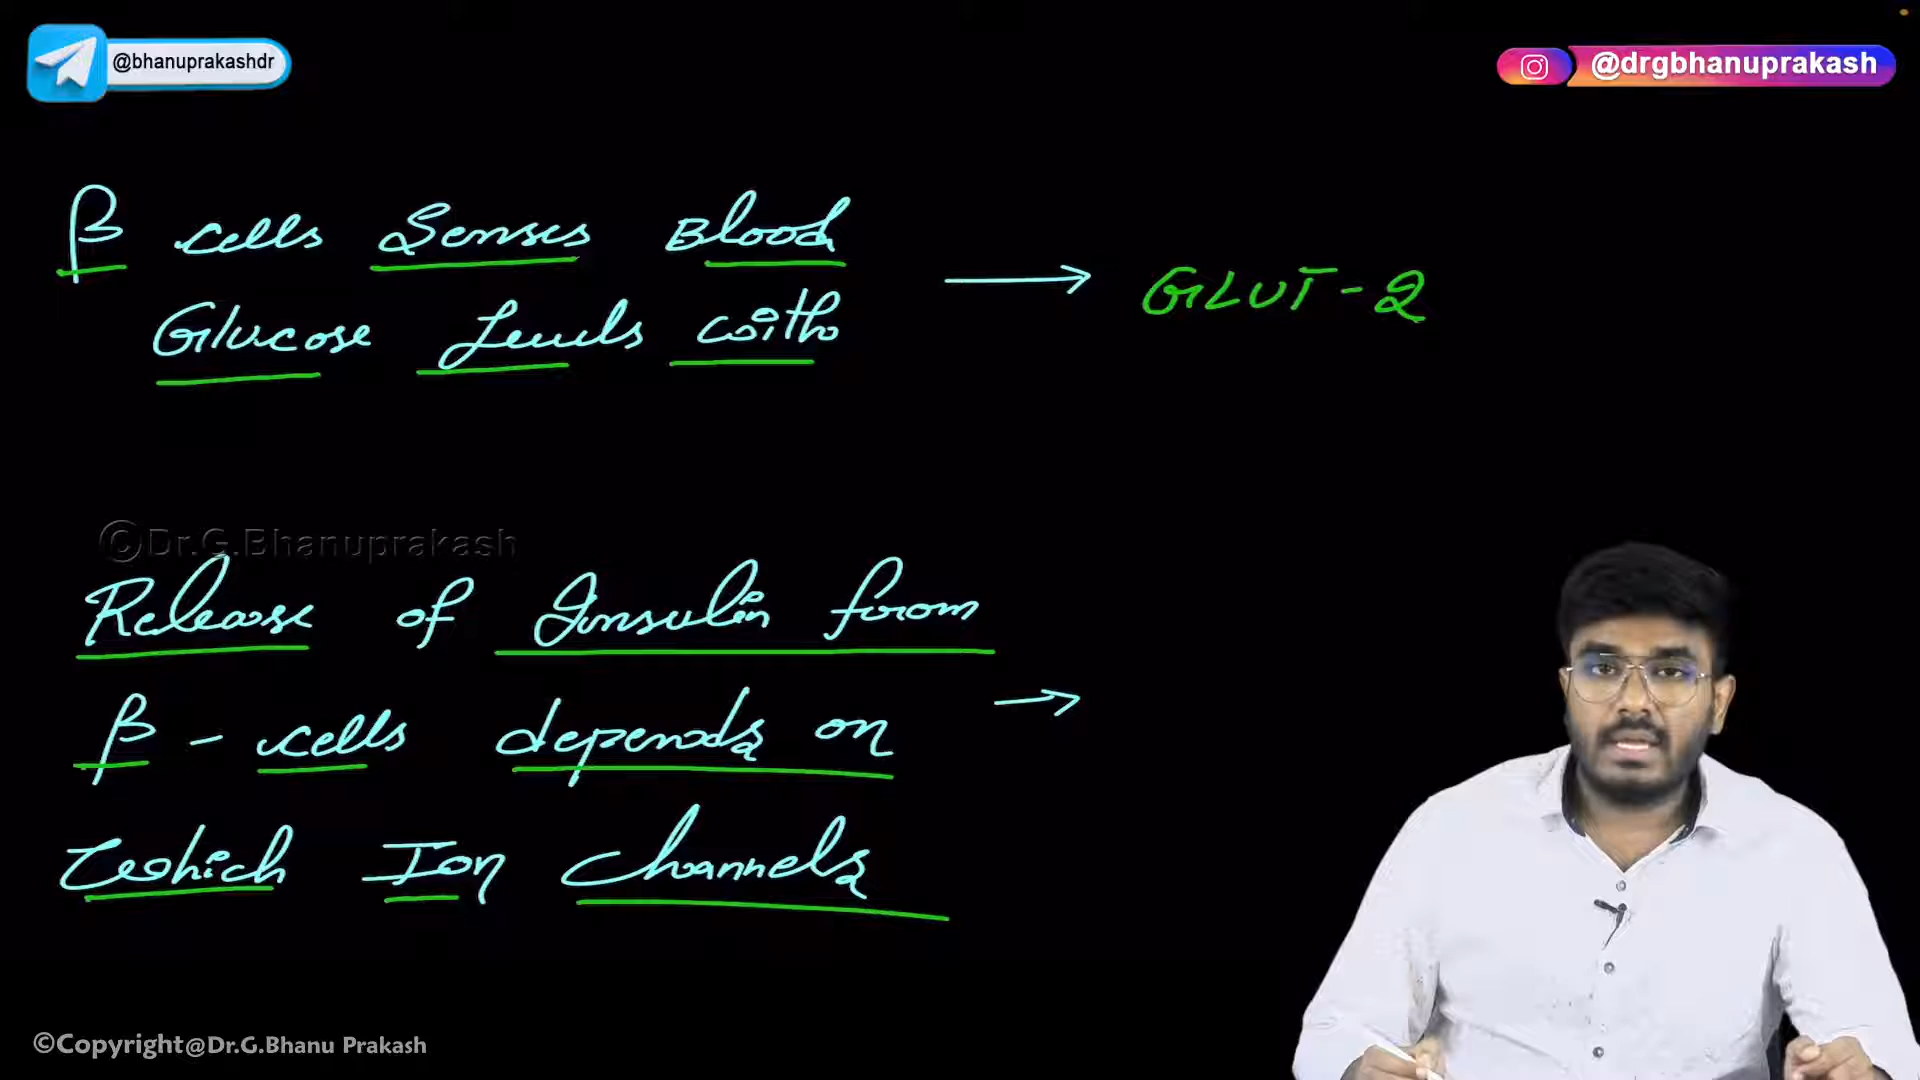 @bhanuprakashdr
@drgbhanuprakash
β cells Senses Blood
Glucose Levels with
GLUT-2
©Dr.G.Bhanuprakash
Release of Insulin from
β - cells depends on
Which Ion Channels
©Copyright@Dr.G.Bhanu Prakash